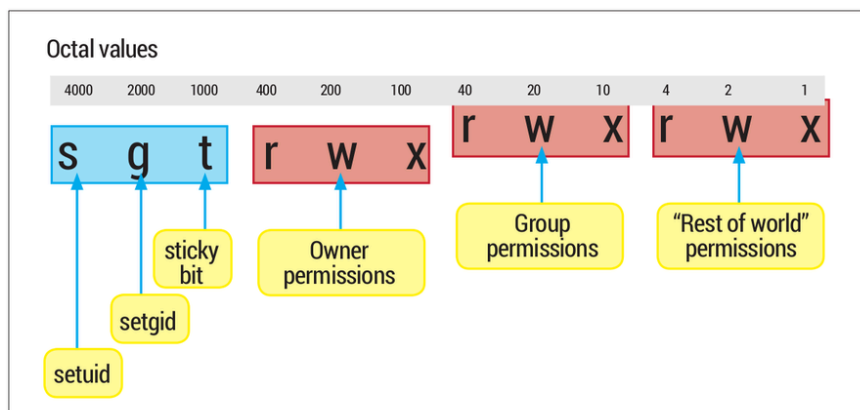 Octal values
4000 2000 1000 400 200 100 40 20 10 4 2 1
s g t r w x r w x r w x
sticky
bit
Owner
permissions
Group
permissions
“Rest of world”
permissions
setgid
setuid